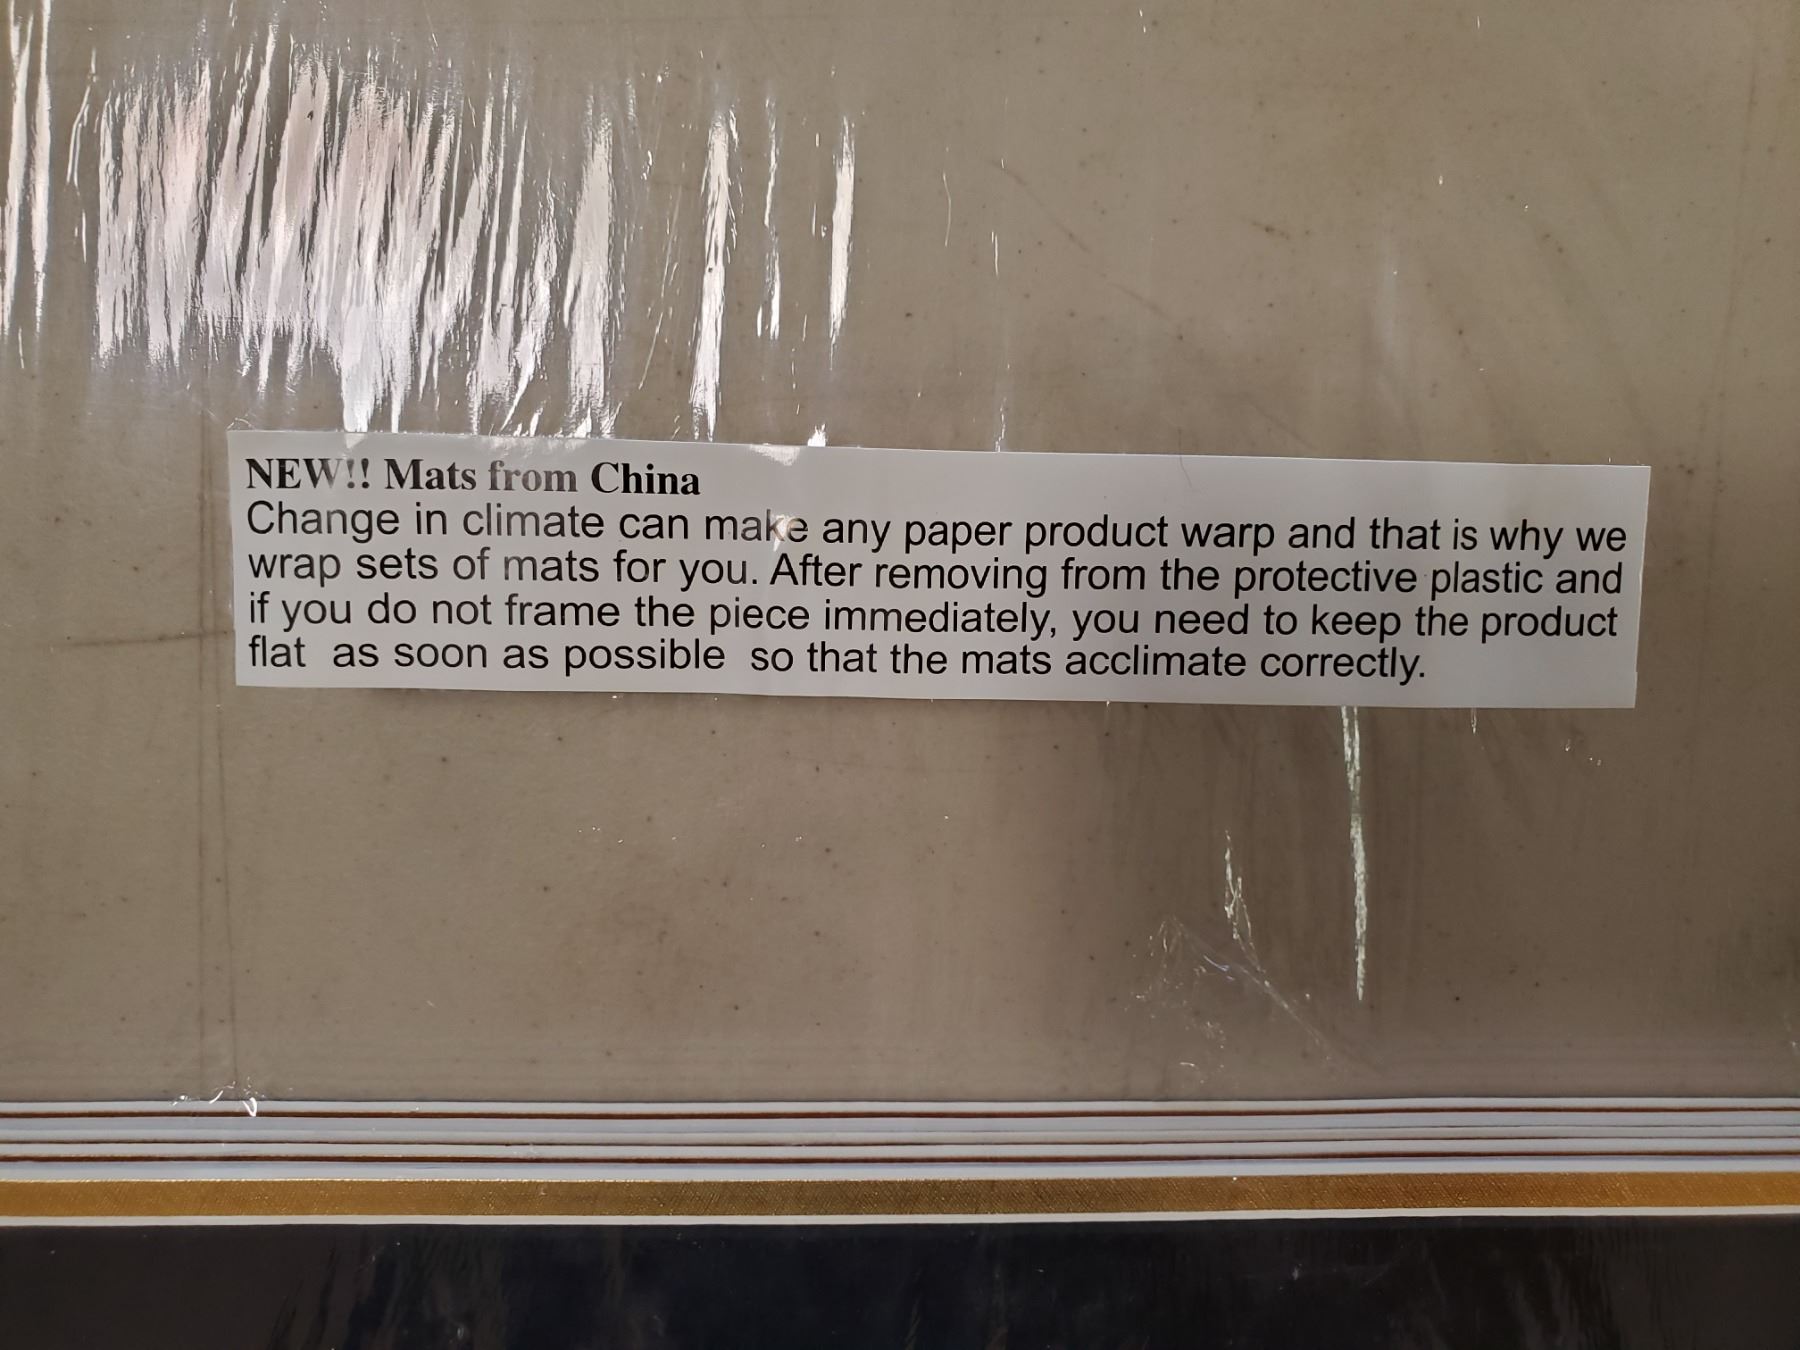 NEW!! Mats from China
Change in climate can make any paper product warp and that is why we
wrap sets of mats for you. After removing from the protective plastic and
if you do not frame the piece immediately, you need to keep the product
flat  as soon as possible  so that the mats acclimate correctly.